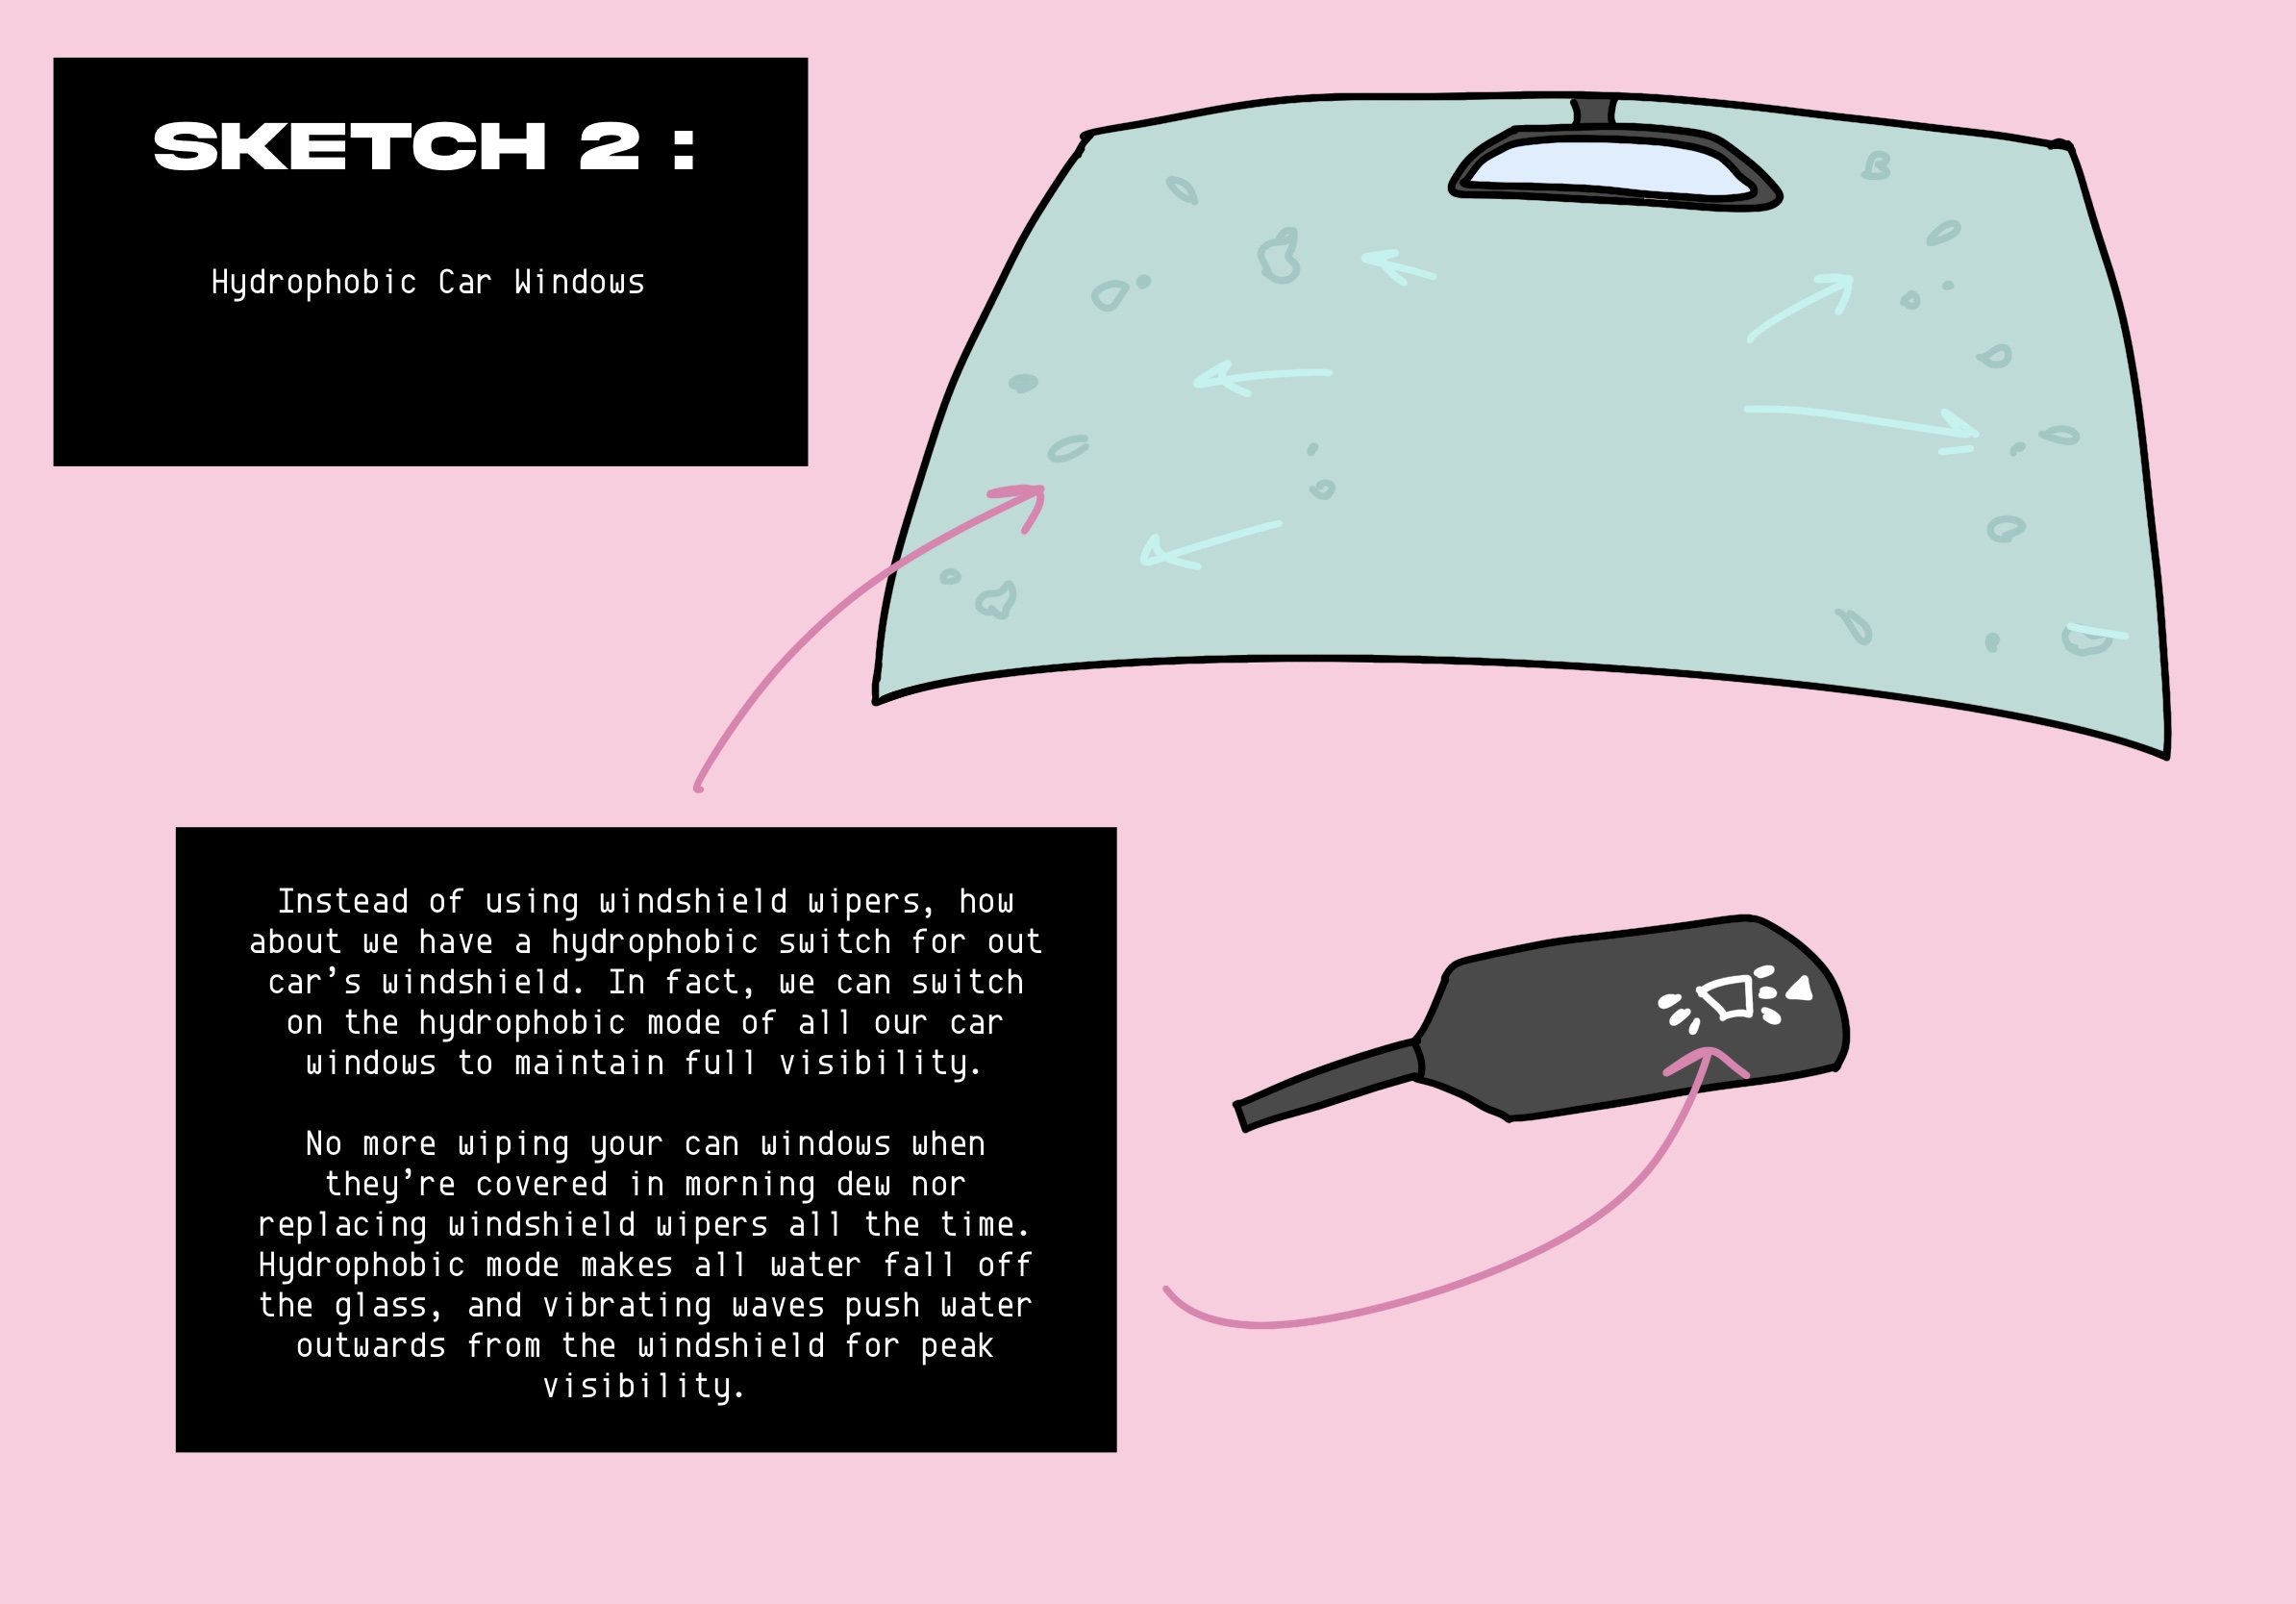 SKETCH 2 :
Hydrophobic Car Windows
Instead of using windshield wipers, how
about we have a hydrophobic switch for out
car's windshield. In fact, we can switch
on the hydrophobic mode of all our car
windows to maintain full visibility.
No more wiping your can windows when
they're covered in morning dew nor
replacing windshield wipers all the time.
Hydrophobic mode makes all water fall off
the glass, and vibrating waves push water
outwards from the windshield for peak
visibility.